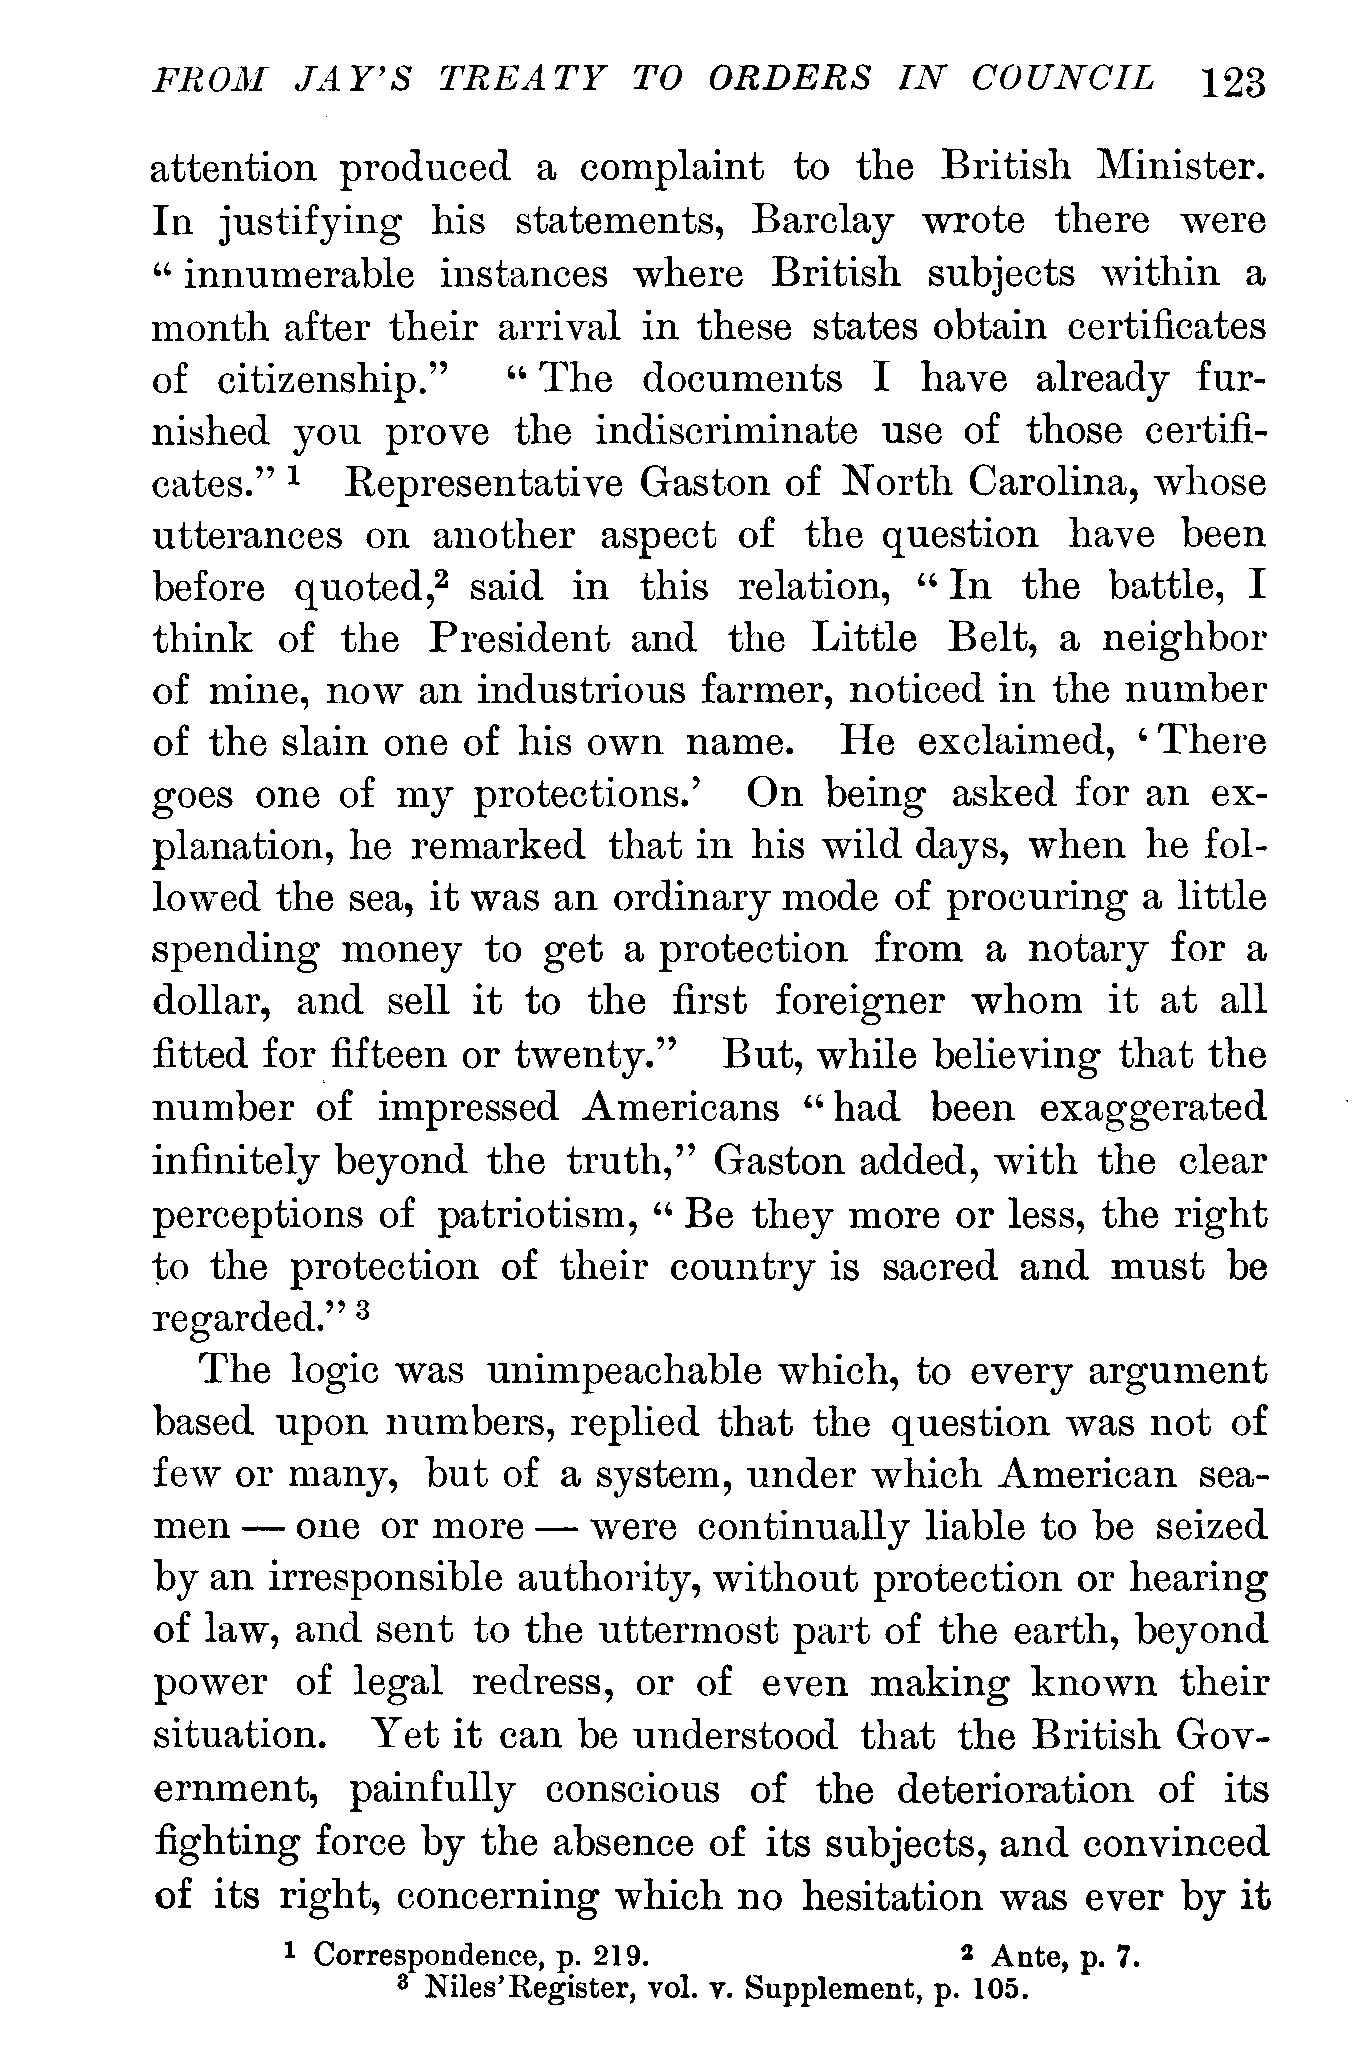 FROM JAY'S TREATY TO ORDERS IN COUNCIL 123
attention produced a complaint to the British Minister.
In justifying his statements, Barclay wrote there were
“ innumerable instances where British subjects within a
month after their arrival in these states obtain certificates
of citizenship.” “ The documents I have already fur-
nished you prove the indiscriminate use of those certifi-
cates.” ¹ Representative Gaston of North Carolina, whose
utterances on another aspect of the question have been
before quoted,² said in this relation, “ In the battle, I
think of the President and the Little Belt, a neighbor
of mine, now an industrious farmer, noticed in the number
of the slain one of his own name. He exclaimed, ‘ There
goes one of my protections.’ On being asked for an ex-
planation, he remarked that in his wild days, when he fol-
lowed the sea, it was an ordinary mode of procuring a little
spending money to get a protection from a notary for a
dollar, and sell it to the first foreigner whom it at all
fitted for fifteen or twenty.” But, while believing that the
number of impressed Americans “ had been exaggerated
infinitely beyond the truth,” Gaston added, with the clear
perceptions of patriotism, “ Be they more or less, the right
to the protection of their country is sacred and must be
regarded.” ³
The logic was unimpeachable which, to every argument
based upon numbers, replied that the question was not of
few or many, but of a system, under which American sea-
men — one or more — were continually liable to be seized
by an irresponsible authority, without protection or hearing
of law, and sent to the uttermost part of the earth, beyond
power of legal redress, or of even making known their
situation. Yet it can be understood that the British Gov-
ernment, painfully conscious of the deterioration of its
fighting force by the absence of its subjects, and convinced
of its right, concerning which no hesitation was ever by it
¹ Correspondence, p. 219. ² Ante, p. 7.
³ Niles' Register, vol. v. Supplement, p. 105.